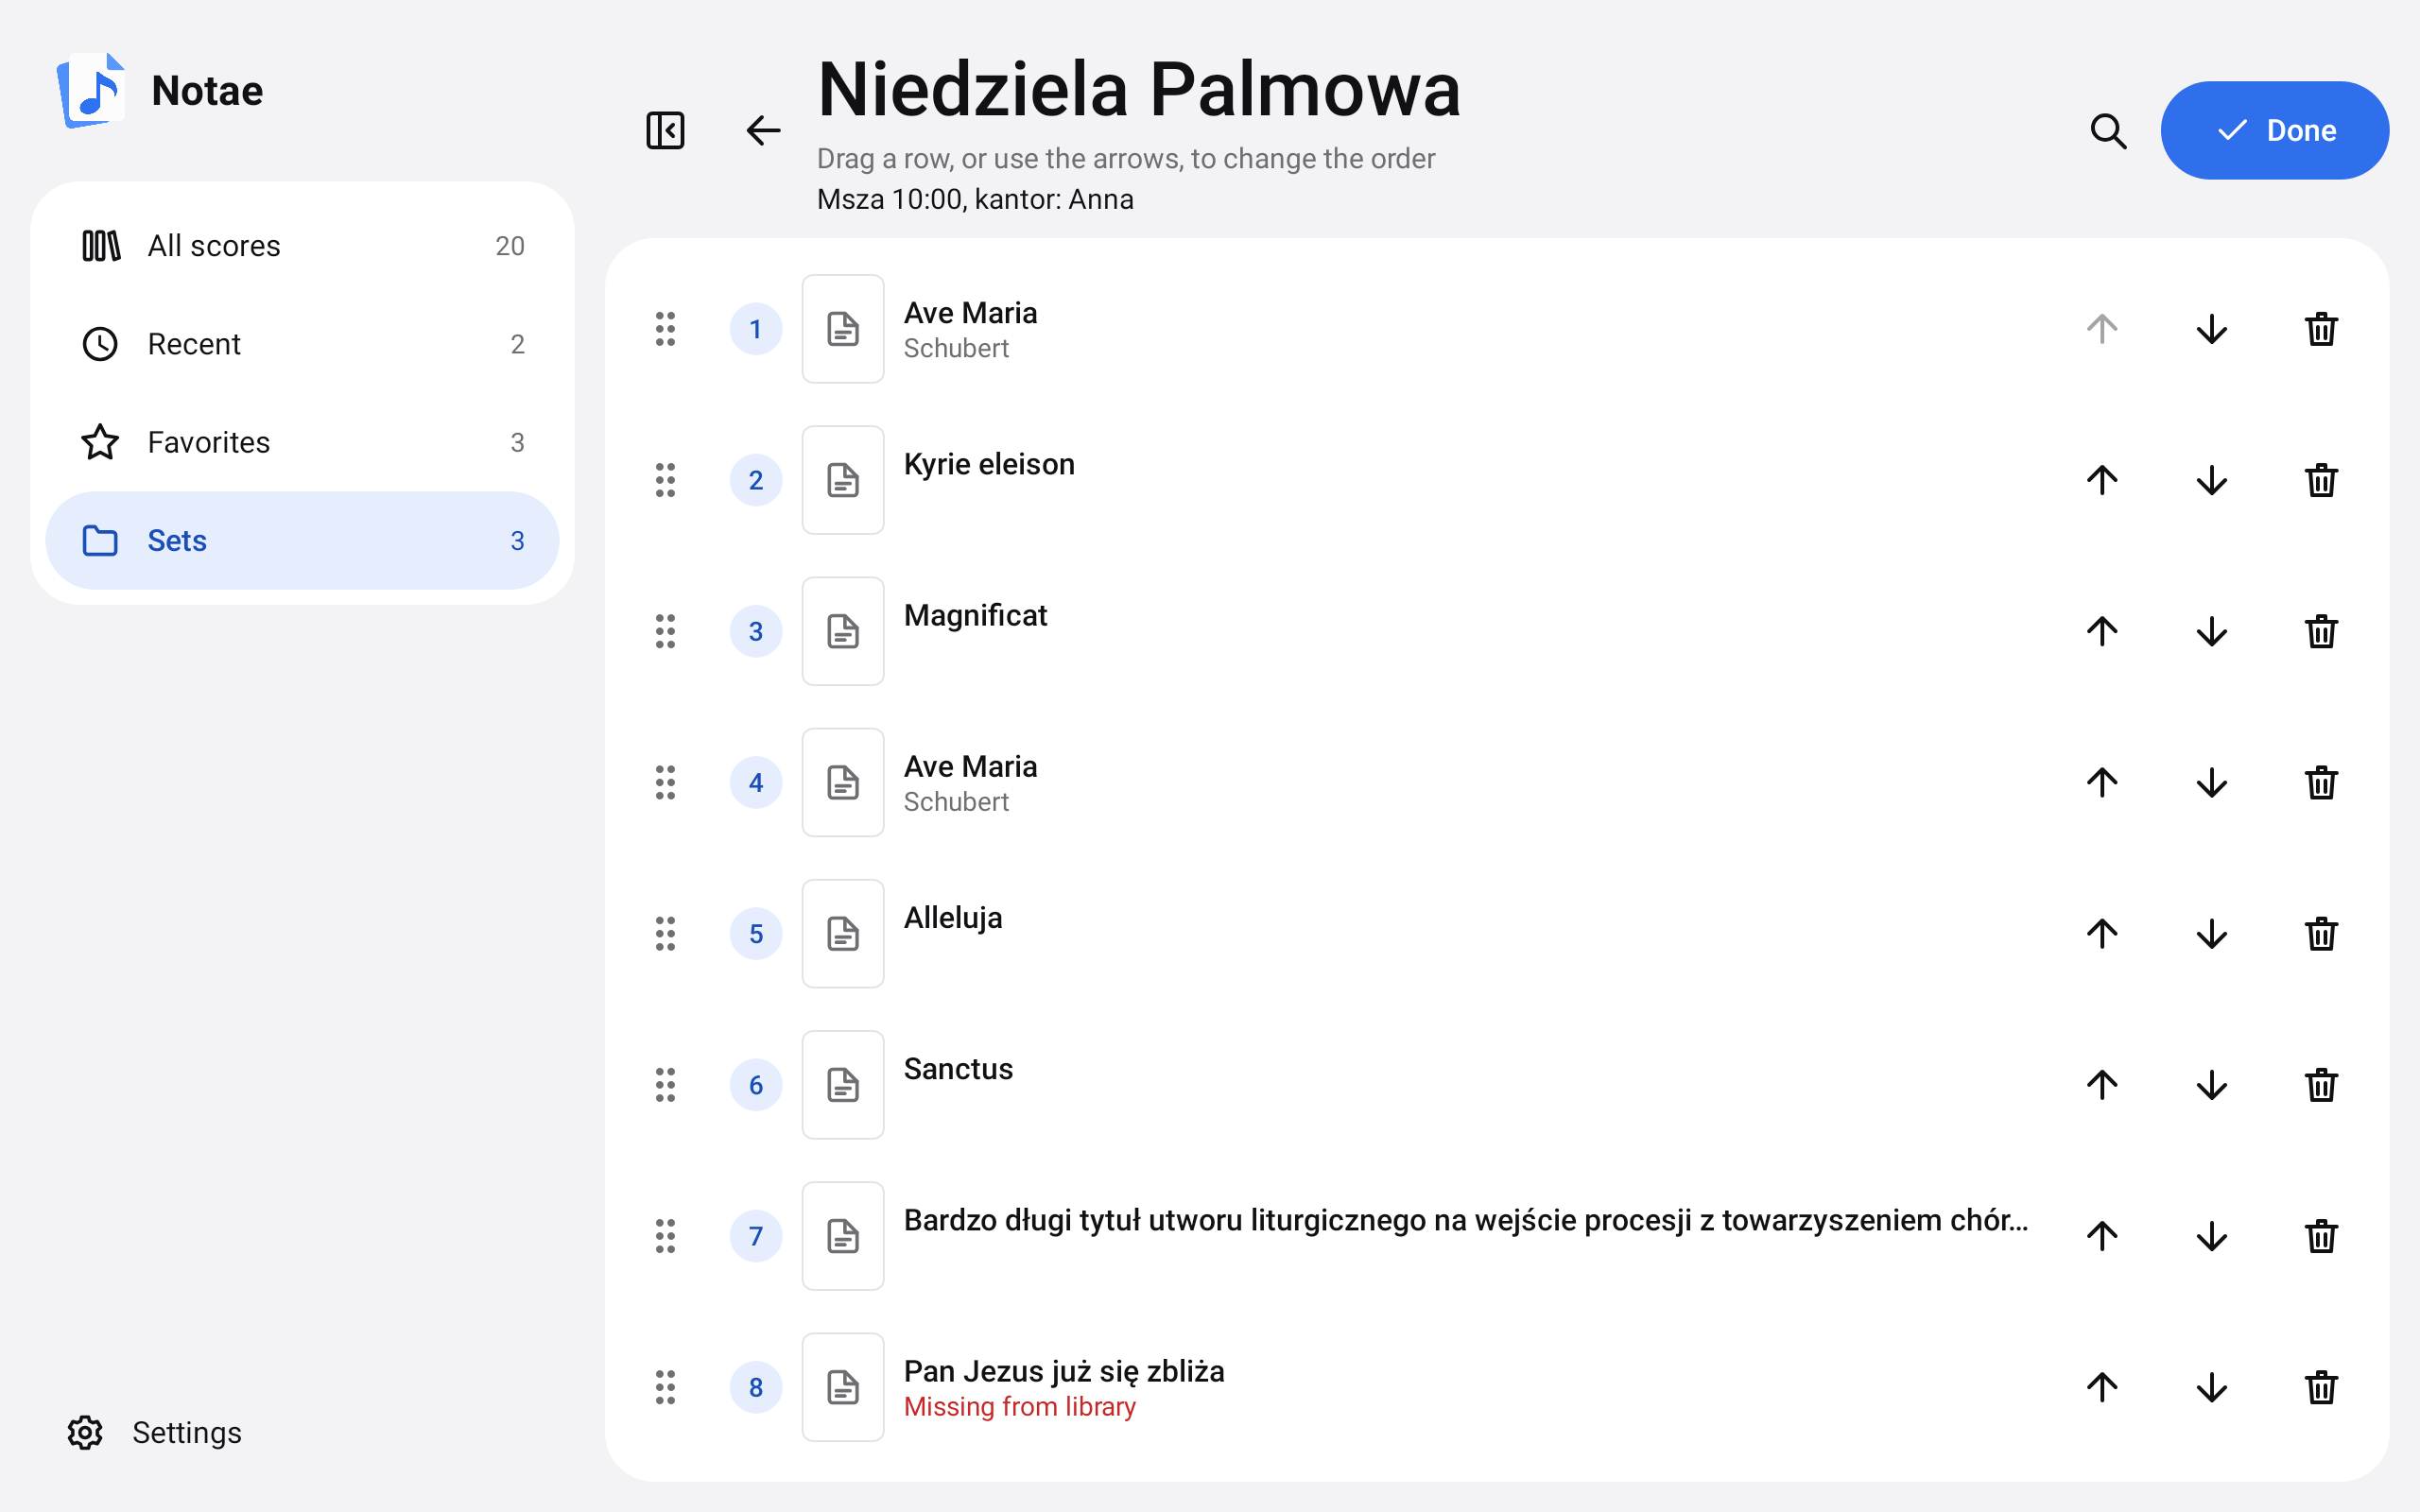 Notae
All scores 20
Recent 2
Favorites 3
Sets 3
Settings
Niedziela Palmowa
Drag a row, or use the arrows, to change the order
Msza 10:00, kantor: Anna
Done
1 Ave Maria
Schubert
2 Kyrie eleison
3 Magnificat
4 Ave Maria
Schubert
5 Alleluja
6 Sanctus
7 Bardzo długi tytuł utworu liturgicznego na wejście procesji z towarzyszeniem chór…
8 Pan Jezus już się zbliża
Missing from library